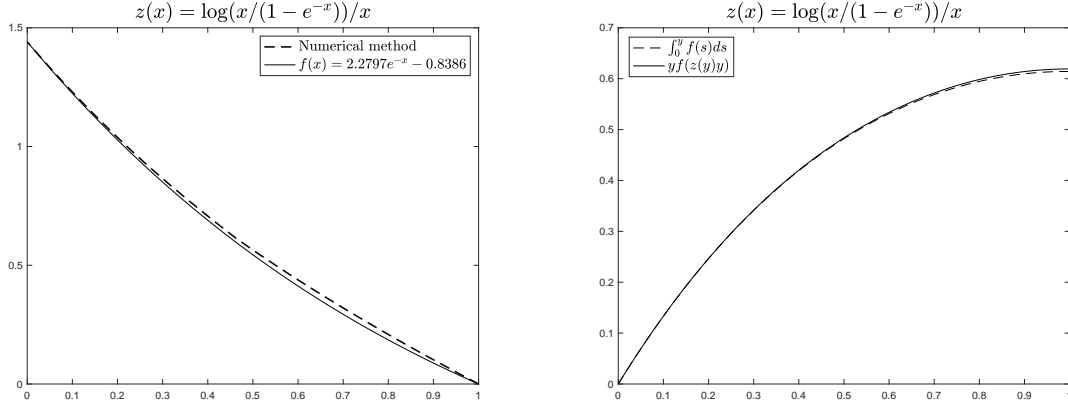 z(x) = log(x/(1 − e^{−x}))/x
1.5
Numerical method
f(x) = 2.2797e^{−x} − 0.8386
1
0.5
0
0 0.1 0.2 0.3 0.4 0.5 0.6 0.7 0.8 0.9 1
z(x) = log(x/(1 − e^{−x}))/x
0.7
∫_0^y f(s)ds
yf(z(y)y)
0.6
0.5
0.4
0.3
0.2
0.1
0
0 0.1 0.2 0.3 0.4 0.5 0.6 0.7 0.8 0.9 1